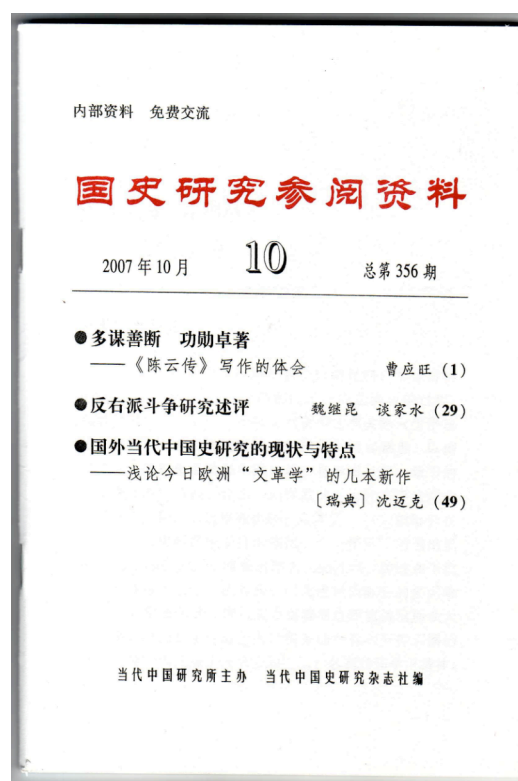 内部资料 免费交流
国史研究参阅资料
2007年10月 10 总第356期
●多谋善断 功勋卓著
——《陈云传》写作的体会 曹应旺 (1)
●反右派斗争研究述评 魏继昆 谈家水 (29)
●国外当代中国史研究的现状与特点
——浅论今日欧洲“文革学”的几本新作
〔瑞典〕沈迈克 (49)
当代中国研究所主办 当代中国史研究杂志社编